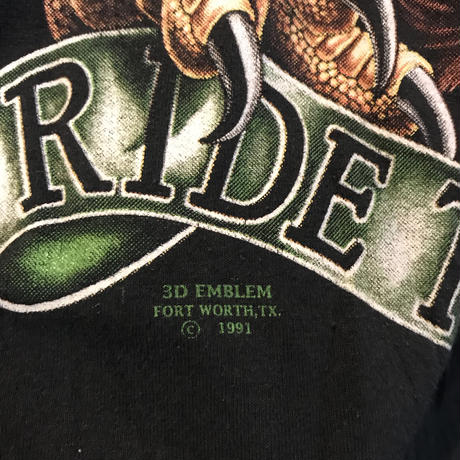 RIDE
3D EMBLEM
FORT WORTH,TX.
© 1991